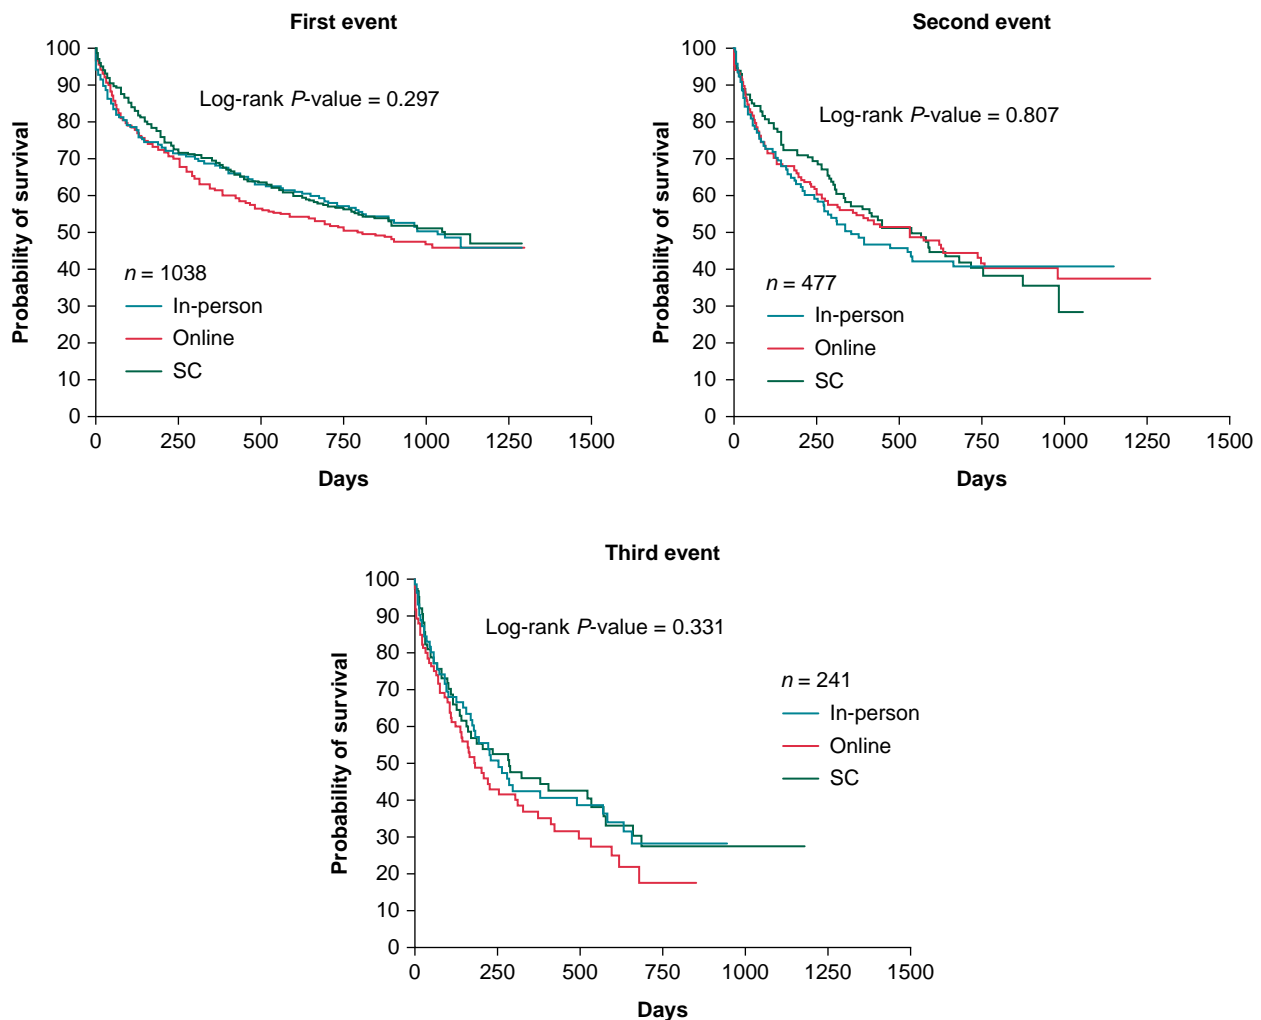 First event
Probability of survival
100
90
80
70
60
50
40
30
20
10
0
Log-rank P-value = 0.297
n = 1038
In-person
Online
SC
0 250 500 750 1000 1250 1500
Days
Second event
Probability of survival
100
90
80
70
60
50
40
30
20
10
0
Log-rank P-value = 0.807
n = 477
In-person
Online
SC
0 250 500 750 1000 1250 1500
Days
Third event
Probability of survival
100
90
80
70
60
50
40
30
20
10
0
Log-rank P-value = 0.331
n = 241
In-person
Online
SC
0 250 500 750 1000 1250 1500
Days